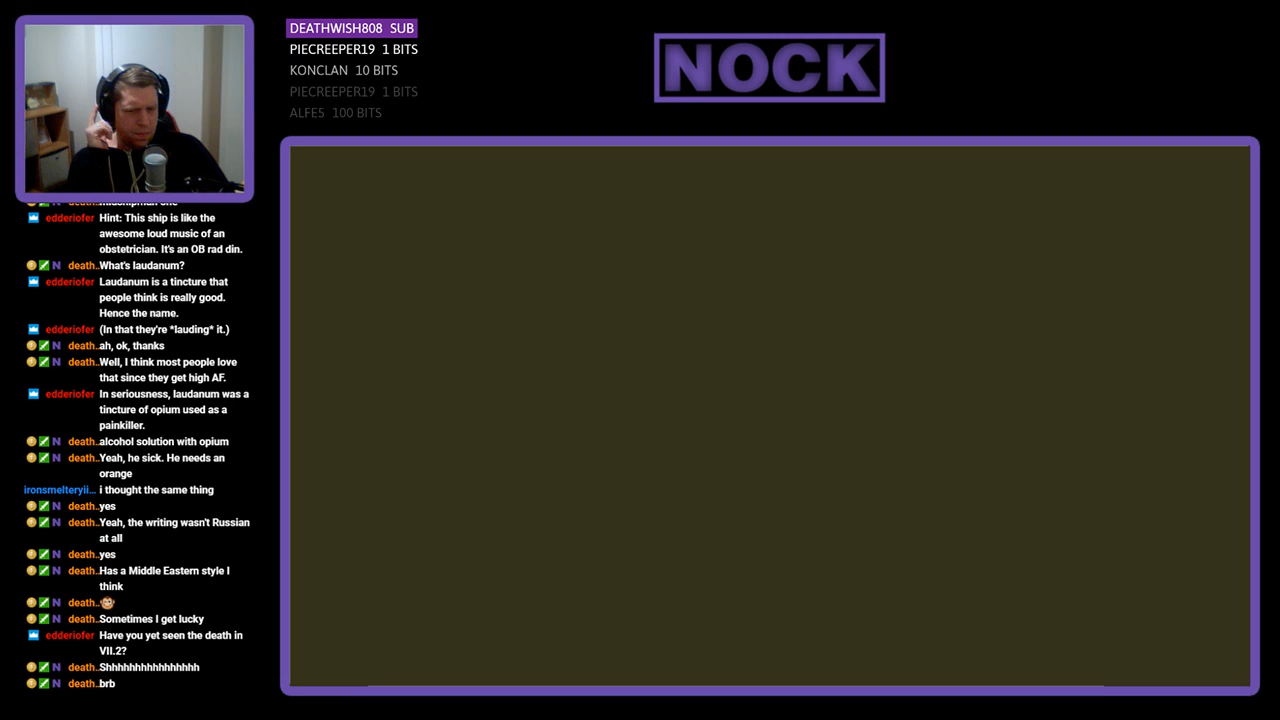 DEATHWISH808 SUB
PIECREEPER19 1 BITS
KONCLAN 10 BITS
PIECREEPER19 1 BITS
ALFE5 100 BITS
NOCK
death.. midshipman one
edderiofer Hint: This ship is like the
awesome loud music of an
obstetrician. It's an OB rad din.
death.. What's laudanum?
edderiofer Laudanum is a tincture that
people think is really good.
Hence the name.
edderiofer (In that they're *lauding* it.)
death.. ah, ok, thanks
death.. Well, I think most people love
that since they get high AF.
edderiofer In seriousness, laudanum was a
tincture of opium used as a
painkiller.
death.. alcohol solution with opium
death.. Yeah, he sick. He needs an
orange
ironsmelteryii... i thought the same thing
death.. yes
death.. Yeah, the writing wasn't Russian
at all
death.. yes
death.. Has a Middle Eastern style I
think
death..
death.. Sometimes I get lucky
edderiofer Have you yet seen the death in
VII.2?
death.. Shhhhhhhhhhhhhhhh
death.. brb